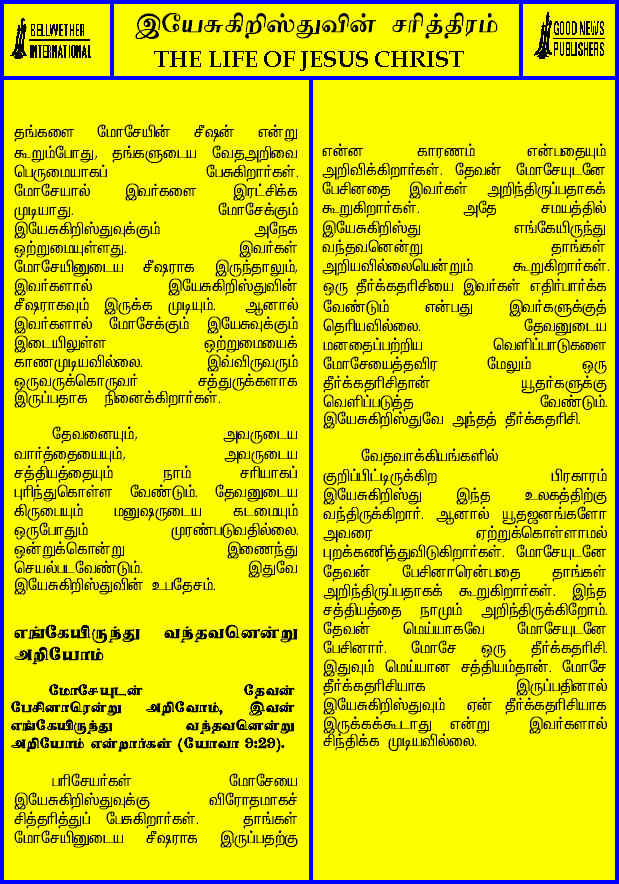 BELLWETHER
INTERNATIONAL
இயேசுகிறிஸ்துவின் சரித்திரம்
THE LIFE OF JESUS CHRIST
GOOD NEWS
PUBLISHERS
தங்களை மோசேயின் சீஷன் என்று
கூறும்போது, தங்களுடைய வேதஅறிவை
பெருமையாகப் பேசுகிறார்கள்.
மோசேயால் இவர்களை இரட்சிக்க
முடியாது. மோசேக்கும்
இயேசுகிறிஸ்துவுக்கும் அநேக
ஒற்றுமையுள்ளது. இவர்கள்
மோசேயினுடைய சீஷராக இருந்தாலும்,
இவர்களால் இயேசுகிறிஸ்துவின்
சீஷராகவும் இருக்க முடியும். ஆனால்
இவர்களால் மோசேக்கும் இயேசுவுக்கும்
இடையிலுள்ள ஒற்றுமையைக்
காணமுடியவில்லை. இவ்விருவரும்
ஒருவருக்கொருவர் சத்துருக்களாக
இருப்பதாக நினைக்கிறார்கள்.
தேவனையும், அவருடைய
வார்த்தையையும், அவருடைய
சத்தியத்தையும் நாம் சரியாகப்
புரிந்துகொள்ள வேண்டும். தேவனுடைய
கிருபையும் மனுஷருடைய கடமையும்
ஒருபோதும் முரண்படுவதில்லை.
ஒன்றுக்கொன்று இணைந்து
செயல்படவேண்டும். இதுவே
இயேசுகிறிஸ்துவின் உபதேசம்.
எங்கேயிருந்து வந்தவனென்று
அறியோம்
மோசேயுடன் தேவன்
பேசினாரென்று அறிவோம், இவன்
எங்கேயிருந்து வந்தவனென்று
அறியோம் என்றார்கள் (யோவா 9:29).
பரிசேயர்கள் மோசேயை
இயேசுகிறிஸ்துவுக்கு விரோதமாகச்
சித்தரித்துப் பேசுகிறார்கள். தாங்கள்
மோசேயினுடைய சீஷராக இருப்பதற்கு
என்ன காரணம் என்பதையும்
அறிவிக்கிறார்கள். தேவன் மோசேயுடனே
பேசினதை இவர்கள் அறிந்திருப்பதாகக்
கூறுகிறார்கள். அதே சமயத்தில்
இயேசுகிறிஸ்து எங்கேயிருந்து
வந்தவனென்று தாங்கள்
அறியவில்லையென்றும் கூறுகிறார்கள்.
ஒரு தீர்க்கதரிசியை இவர்கள் எதிர்பார்க்க
வேண்டும் என்பது இவர்களுக்குத்
தெரியவில்லை. தேவனுடைய
மனதைப்பற்றிய வெளிப்பாடுகளை
மோசேயைத்தவிர மேலும் ஒரு
தீர்க்கதரிசிதான் யூதர்களுக்கு
வெளிப்படுத்த வேண்டும்.
இயேசுகிறிஸ்துவே அந்தத் தீர்க்கதரிசி.
வேதவாக்கியங்களில்
குறிப்பிட்டிருக்கிற பிரகாரம்
இயேசுகிறிஸ்து இந்த உலகத்திற்கு
வந்திருக்கிறார். ஆனால் யூதஜனங்களோ
அவரை ஏற்றுக்கொள்ளாமல்
புறக்கணித்துவிடுகிறார்கள். மோசேயுடனே
தேவன் பேசினாரென்பதை தாங்கள்
அறிந்திருப்பதாகக் கூறுகிறார்கள். இந்த
சத்தியத்தை நாமும் அறிந்திருக்கிறோம்.
தேவன் மெய்யாகவே மோசேயுடனே
பேசினார். மோசே ஒரு தீர்க்கதரிசி.
இதுவும் மெய்யான சத்தியம்தான். மோசே
தீர்க்கதரிசியாக இருப்பதினால்
இயேசுகிறிஸ்துவும் ஏன் தீர்க்கதரிசியாக
இருக்கக்கூடாது என்று இவர்களால்
சிந்திக்க முடியவில்லை.